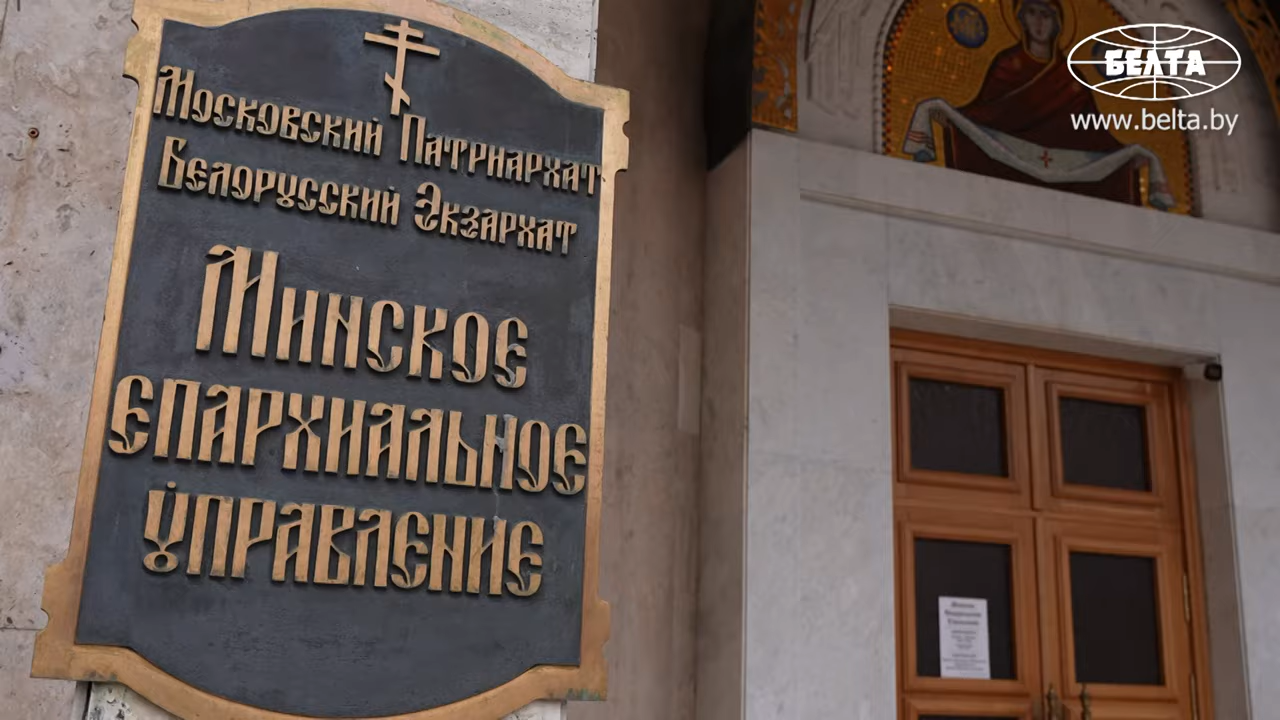 Московский Патриархат
Белорусский Экзархат
Минское
епархиальное
управление
БЕЛТА
www.belta.by